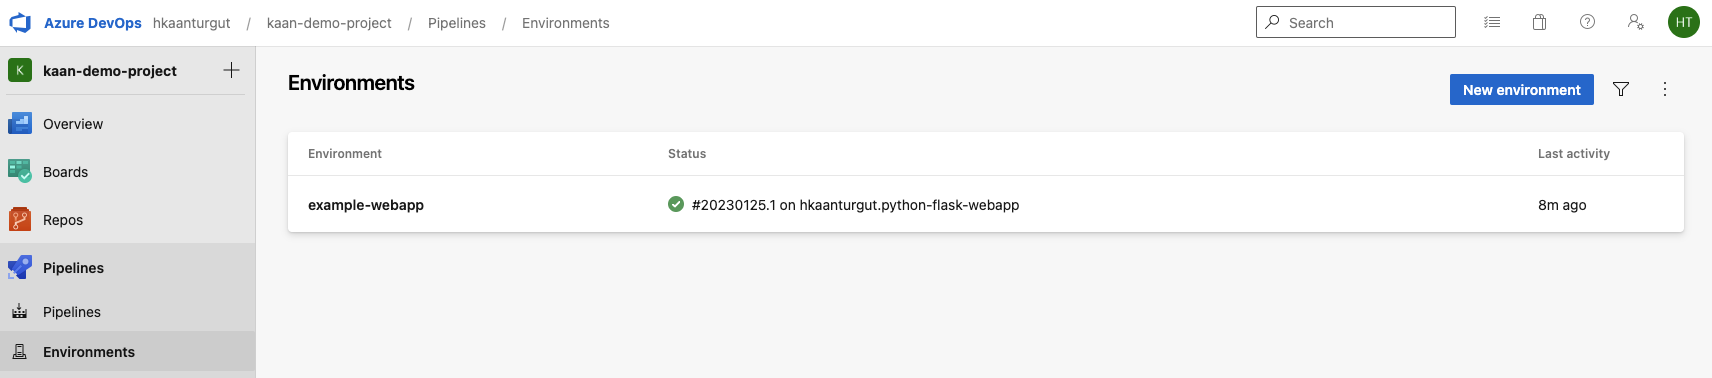 Azure DevOps hkaanturgut / kaan-demo-project / Pipelines / Environments Search HT
K kaan-demo-project
Environments
New environment
Overview
Boards
Repos
Pipelines
Pipelines
Environments
Environment Status Last activity
example-webapp #20230125.1 on hkaanturgut.python-flask-webapp 8m ago